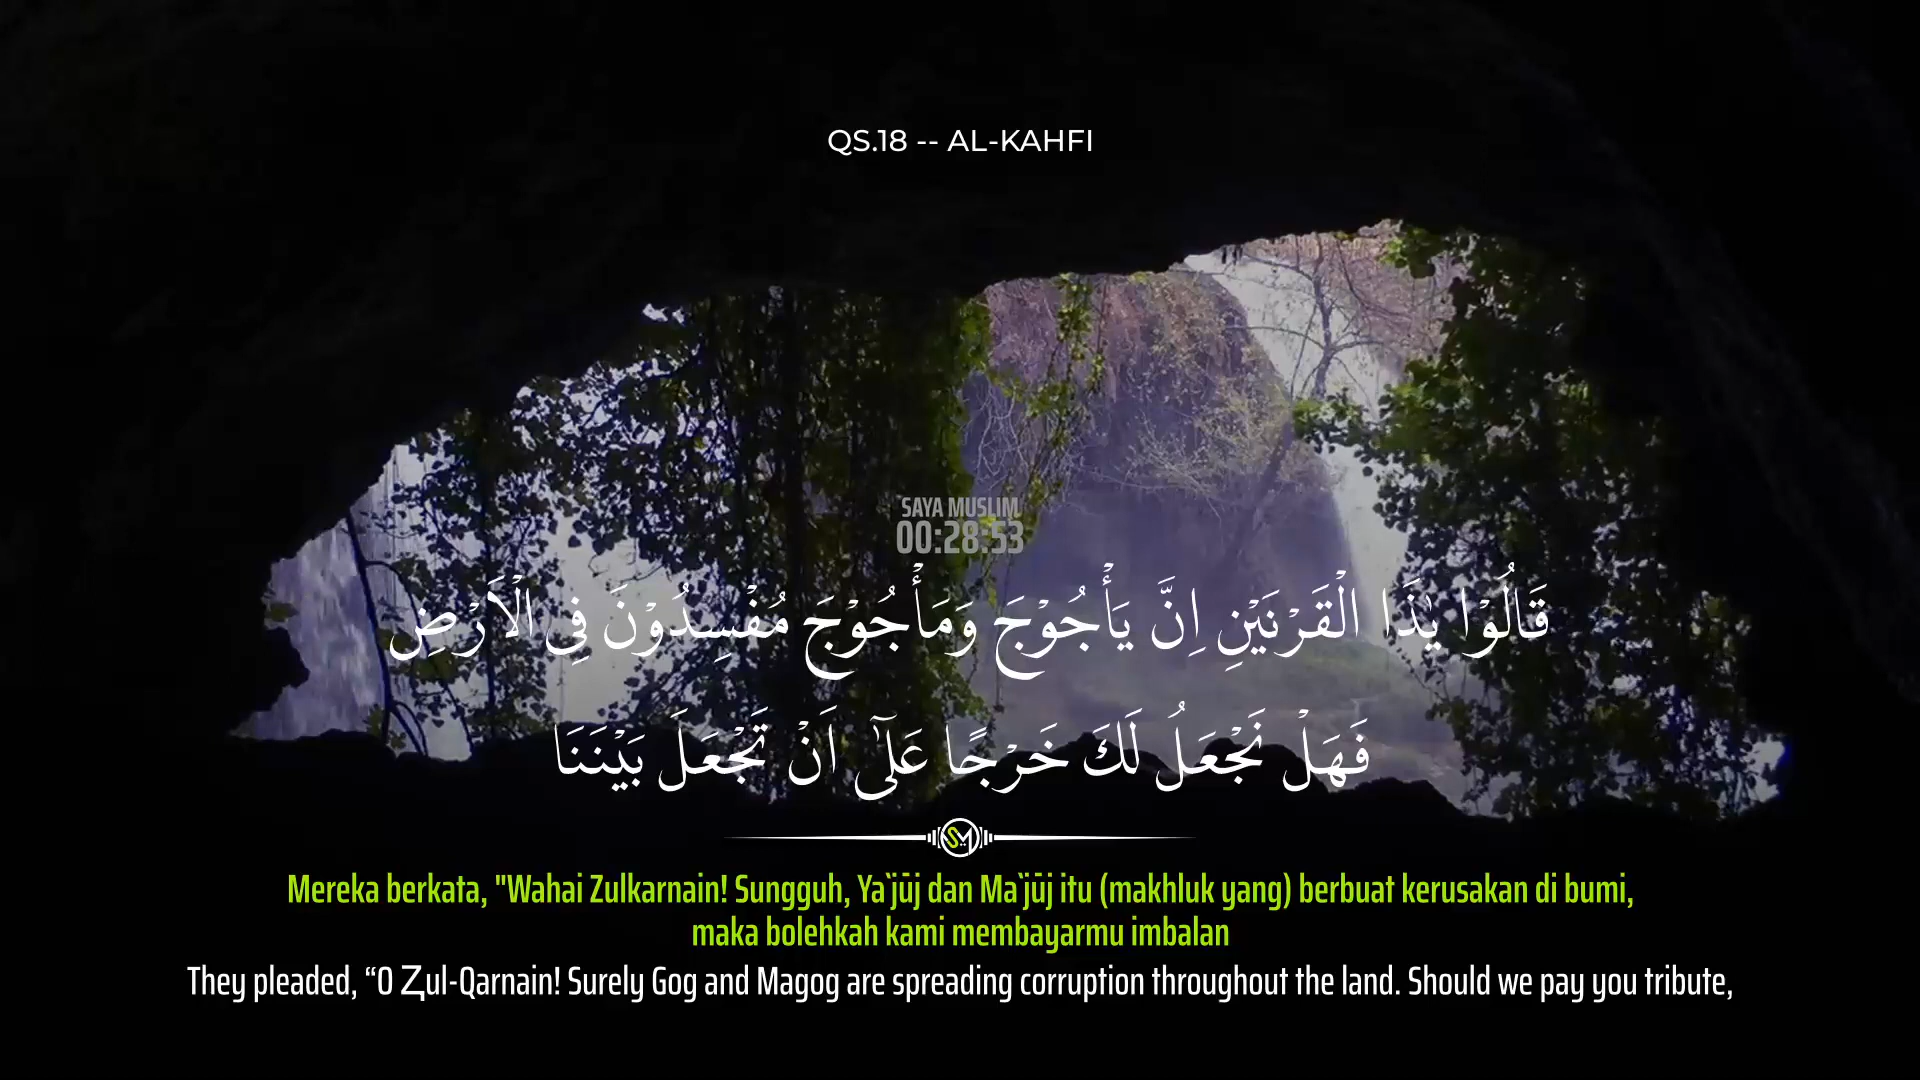 QS.18 -- AL-KAHFI
SAYA MUSLIM
00:28:53
قَالُوْا يٰذَا الْقَرْنَيْنِ اِنَّ يَأْجُوْجَ وَمَأْجُوْجَ مُفْسِدُوْنَ فِى الْاَرْضِ
فَهَلْ نَجْعَلُ لَكَ خَرْجًا عَلٰٓى اَنْ تَجْعَلَ بَيْنَنَا
Mereka berkata, "Wahai Zulkarnain! Sungguh, Ya`jūj dan Ma`jūj itu (makhluk yang) berbuat kerusakan di bumi,
maka bolehkah kami membayarmu imbalan
They pleaded, “O Ⱬul-Qarnain! Surely Gog and Magog are spreading corruption throughout the land. Should we pay you tribute,